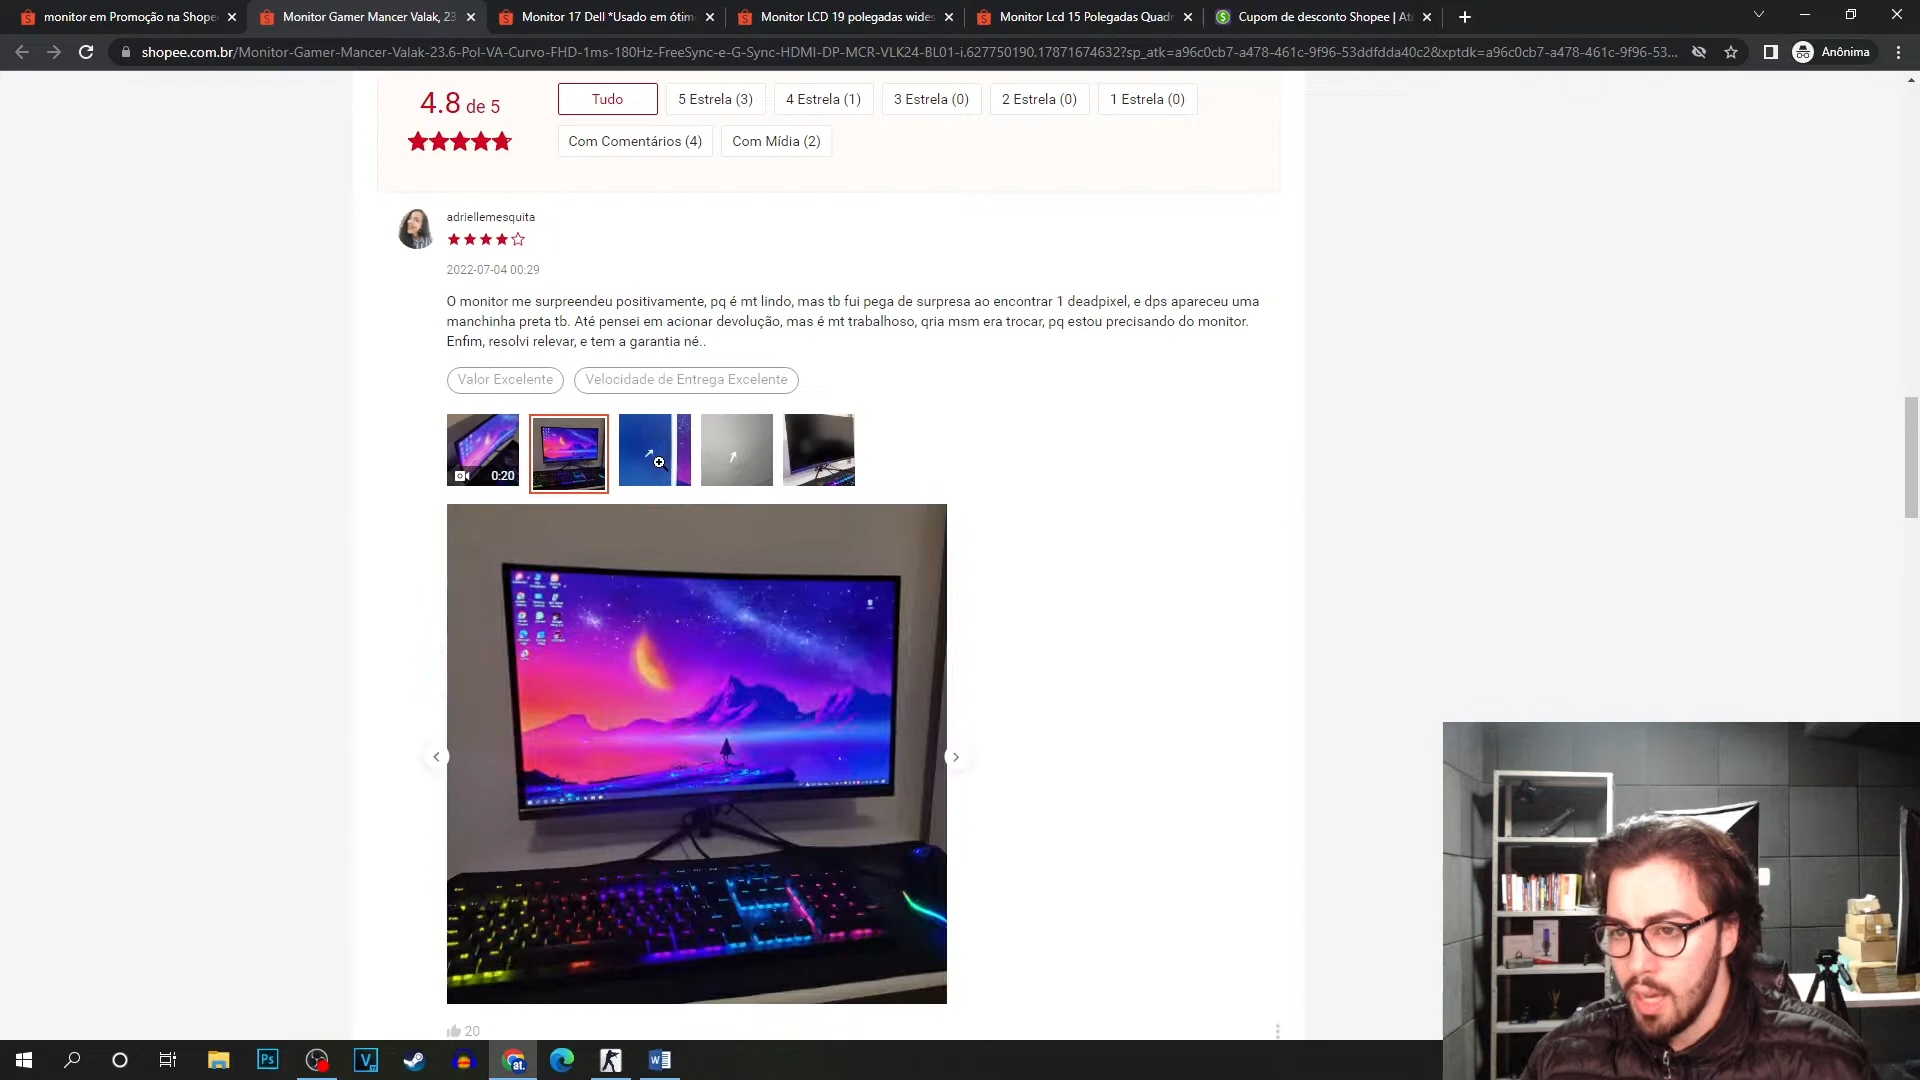 monitor em Promoção na Shope
Monitor Gamer Mancer Valak, 23
Monitor 17 Dell *Usado em ótim
Monitor LCD 19 polegadas wides
Monitor Lcd 15 Polegadas Quadr
Cupom de desconto Shopee | At
shopee.com.br/Monitor-Gamer-Mancer-Valak-23.6-Pol-VA-Curvo-FHD-1ms-180Hz-FreeSync-e-G-Sync-HDMI-DP-MCR-VLK24-BL01-i.627750190.17871674632?sp_atk=a96c0cb7-a478-461c-9f96-53ddfdda40c2&xptdk=a96c0cb7-a478-461c-9f96-53...
Anônima
4.8 de 5
Tudo
5 Estrela (3)
4 Estrela (1)
3 Estrela (0)
2 Estrela (0)
1 Estrela (0)
Com Comentários (4)
Com Mídia (2)
adriellemesquita
2022-07-04 00:29
O monitor me surpreendeu positivamente, pq é mt lindo, mas tb fui pega de surpresa ao encontrar 1 deadpixel, e dps apareceu uma
manchinha preta tb. Até pensei em acionar devolução, mas é mt trabalhoso, qria msm era trocar, pq estou precisando do monitor.
Enfim, resolvi relevar, e tem a garantia né..
Valor Excelente
Velocidade de Entrega Excelente
0:20
20
Ps
V
at.
W